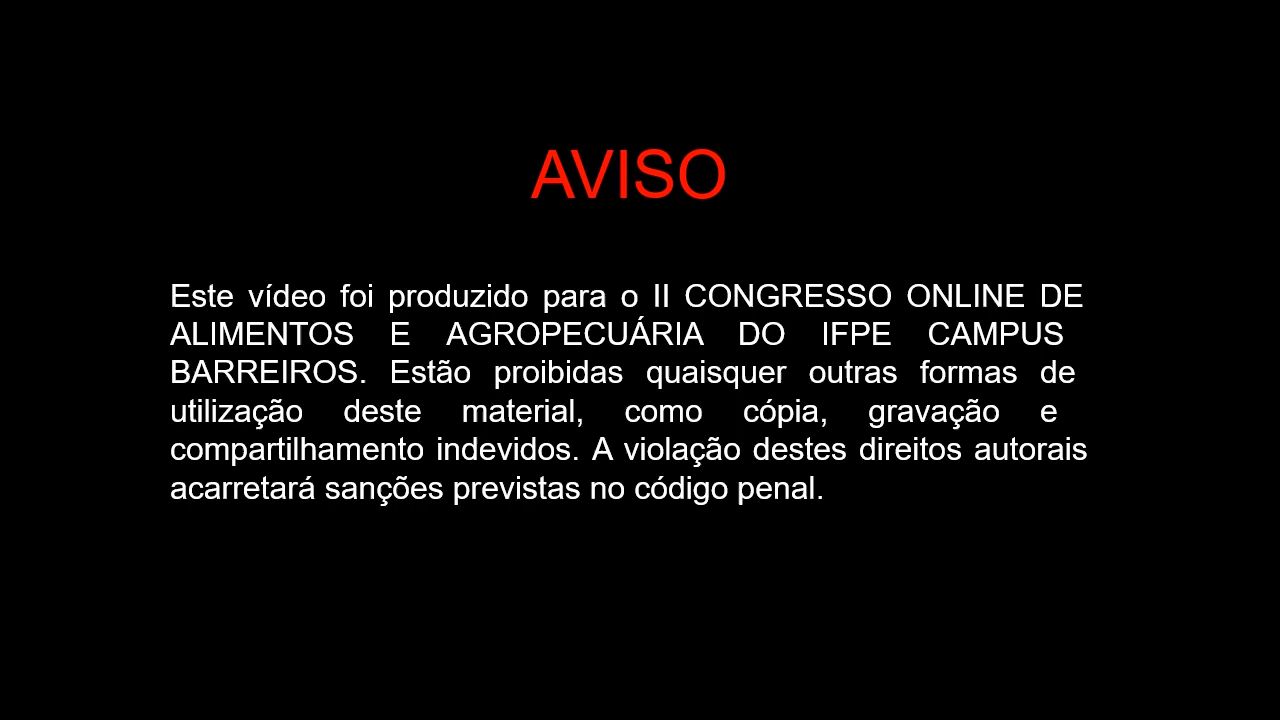 AVISO
Este vídeo foi produzido para o II CONGRESSO ONLINE DE
ALIMENTOS E AGROPECUÁRIA DO IFPE CAMPUS
BARREIROS. Estão proibidas quaisquer outras formas de
utilização deste material, como cópia, gravação e
compartilhamento indevidos. A violação destes direitos autorais
acarretará sanções previstas no código penal.